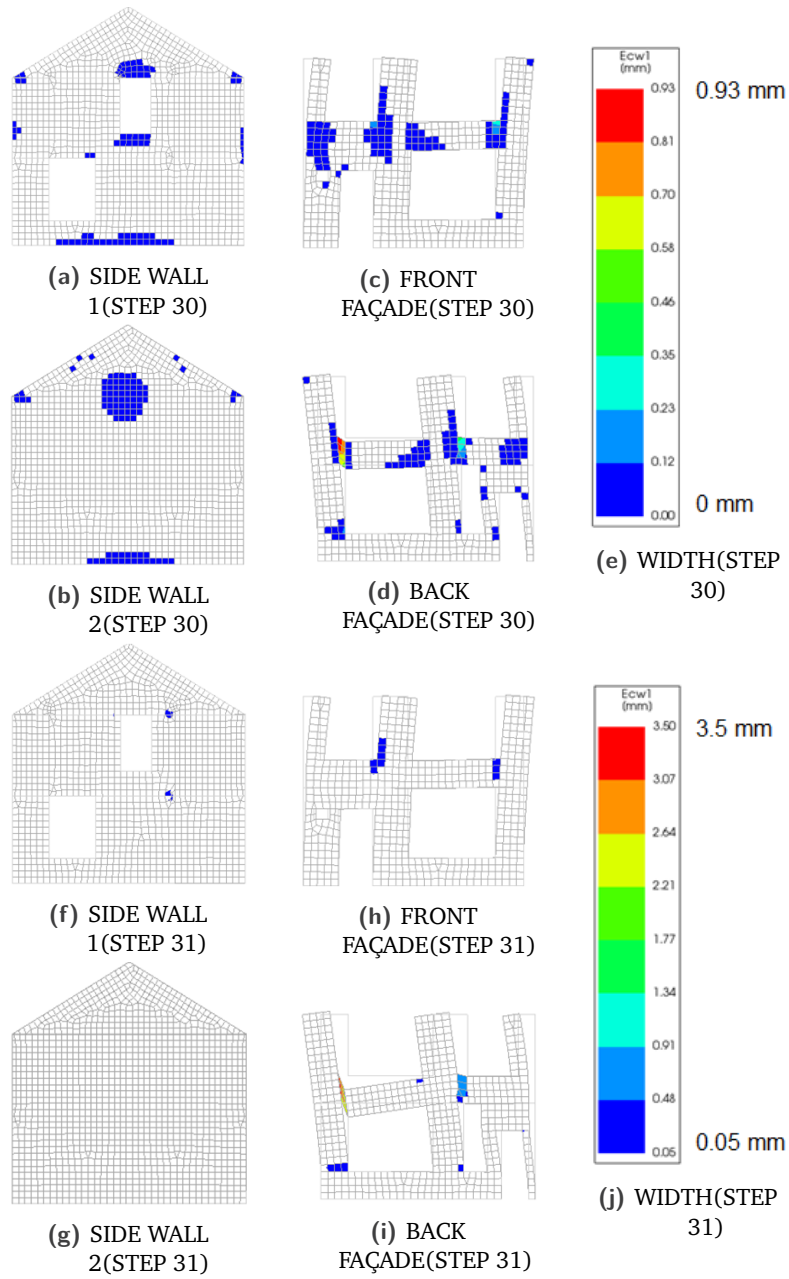 Ecw1
(mm)
0.93
0.81
0.70
0.58
0.46
0.35
0.23
0.12
0.00
0.93 mm
0 mm
(a) SIDE WALL
1(STEP 30)
(c) FRONT
FAÇADE(STEP 30)
(b) SIDE WALL
2(STEP 30)
(d) BACK
FAÇADE(STEP 30)
(e) WIDTH(STEP
30)
Ecw1
(mm)
3.50
3.07
2.64
2.21
1.77
1.34
0.91
0.48
0.05
3.5 mm
0.05 mm
(f) SIDE WALL
1(STEP 31)
(h) FRONT
FAÇADE(STEP 31)
(g) SIDE WALL
2(STEP 31)
(i) BACK
FAÇADE(STEP 31)
(j) WIDTH(STEP
31)